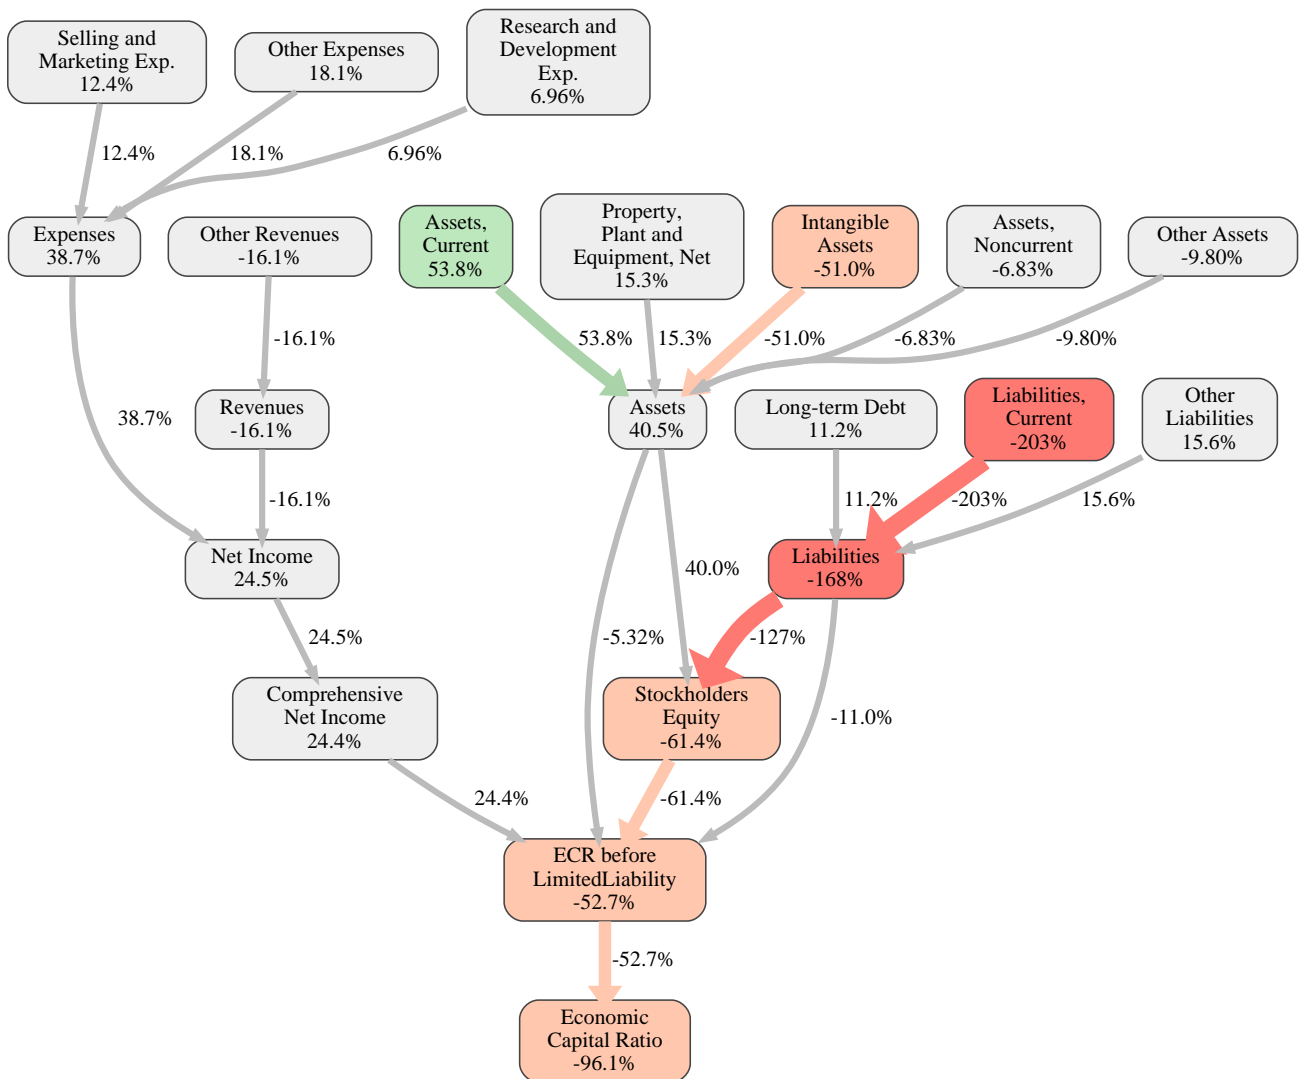 Selling and
Marketing Exp.
12.4%
Other Expenses
18.1%
Research and
Development
Exp.
6.96%
12.4%
18.1%
6.96%
Expenses
38.7%
Other Revenues
-16.1%
Assets,
Current
53.8%
Property,
Plant and
Equipment, Net
15.3%
Intangible
Assets
-51.0%
Assets,
Noncurrent
-6.83%
Other Assets
-9.80%
-16.1%
53.8%
15.3%
-51.0%
-6.83%
-9.80%
38.7%
Revenues
-16.1%
Assets
40.5%
Long-term Debt
11.2%
Liabilities,
Current
-203%
Other
Liabilities
15.6%
-16.1%
11.2%
-203%
15.6%
Net Income
24.5%
40.0%
Liabilities
-168%
24.5%
-5.32%
-127%
Comprehensive
Net Income
24.4%
Stockholders
Equity
-61.4%
-11.0%
24.4%
-61.4%
ECR before
LimitedLiability
-52.7%
-52.7%
Economic
Capital Ratio
-96.1%